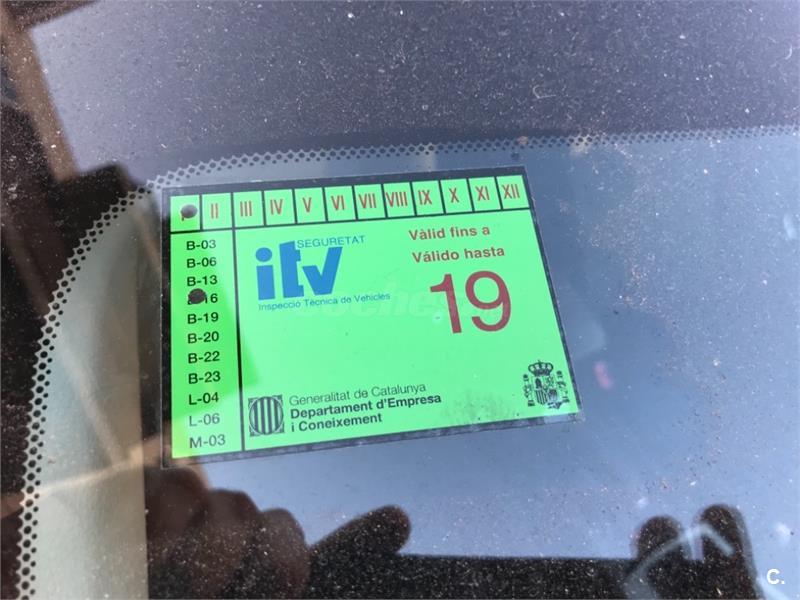 II III IV V VI VII VIII IX X XI XII
B-03
B-06
B-13
16
B-19
B-20
B-22
B-23
L-04
L-06
M-03
SEGURETAT
itv
Inspecció Tècnica de Vehicles
Vàlid fins a
Válido hasta
19
Generalitat de Catalunya
Departament d'Empresa
i Coneixement
C.